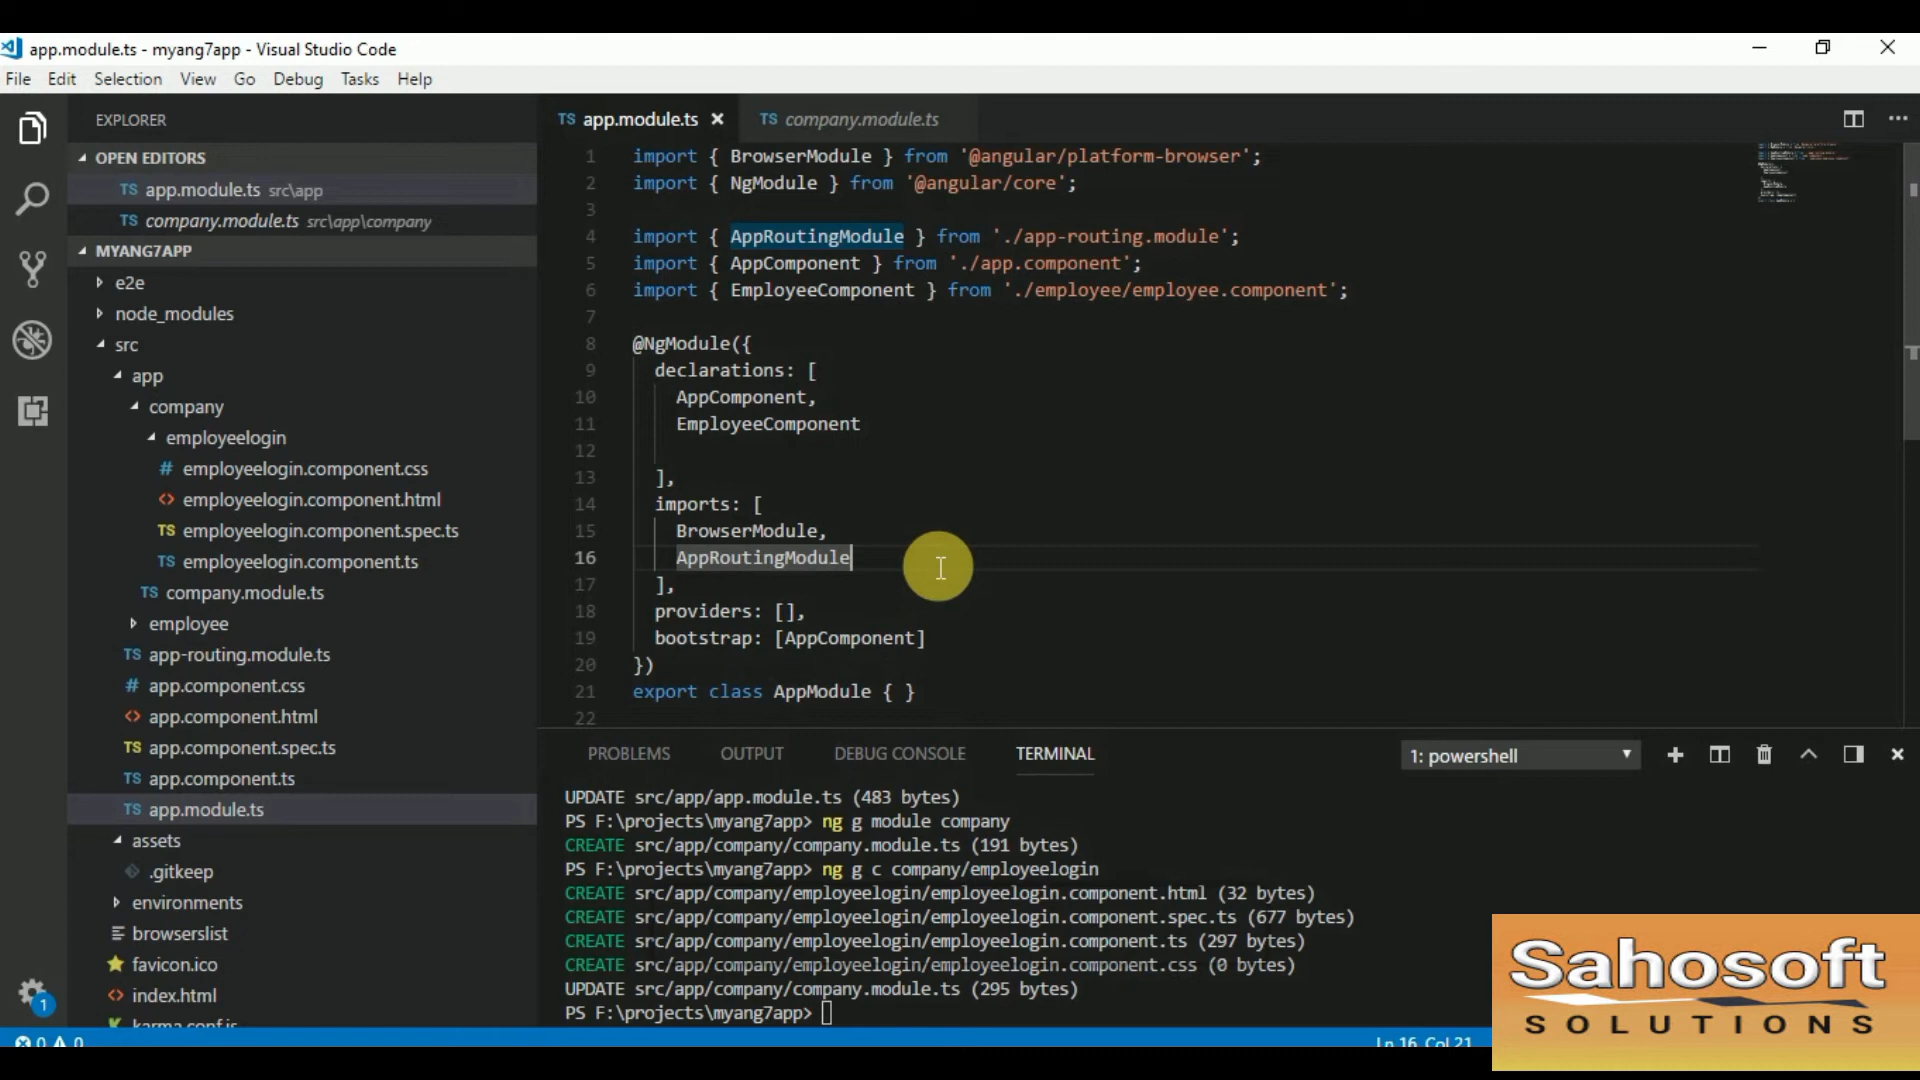 app.module.ts - myang7app - Visual Studio Code
File Edit Selection View Go Debug Tasks Help
EXPLORER
OPEN EDITORS
TS app.module.ts src\app
TS company.module.ts src\app\company
MYANG7APP
e2e
node_modules
src
app
company
employeelogin
# employeelogin.component.css
<> employeelogin.component.html
TS employeelogin.component.spec.ts
TS employeelogin.component.ts
TS company.module.ts
employee
TS app-routing.module.ts
# app.component.css
<> app.component.html
TS app.component.spec.ts
TS app.component.ts
TS app.module.ts
assets
.gitkeep
environments
browserslist
favicon.ico
<> index.html
karma.conf.js
1
0 0
TS app.module.ts × TS company.module.ts
1 import { BrowserModule } from '@angular/platform-browser';
2 import { NgModule } from '@angular/core';
3
4 import { AppRoutingModule } from './app-routing.module';
5 import { AppComponent } from './app.component';
6 import { EmployeeComponent } from './employee/employee.component';
7
8 @NgModule({
9 declarations: [
10 AppComponent,
11 EmployeeComponent
12
13 ],
14 imports: [
15 BrowserModule,
16 AppRoutingModule
17 ],
18 providers: [],
19 bootstrap: [AppComponent]
20 })
21 export class AppModule { }
22
PROBLEMS OUTPUT DEBUG CONSOLE TERMINAL 1: powershell
UPDATE src/app/app.module.ts (483 bytes)
PS F:\projects\myang7app> ng g module company
CREATE src/app/company/company.module.ts (191 bytes)
PS F:\projects\myang7app> ng g c company/employeelogin
CREATE src/app/company/employeelogin/employeelogin.component.html (32 bytes)
CREATE src/app/company/employeelogin/employeelogin.component.spec.ts (677 bytes)
CREATE src/app/company/employeelogin/employeelogin.component.ts (297 bytes)
CREATE src/app/company/employeelogin/employeelogin.component.css (0 bytes)
UPDATE src/app/company/company.module.ts (295 bytes)
PS F:\projects\myang7app>
Ln 16, Col 21
Sahosoft
SOLUTIONS